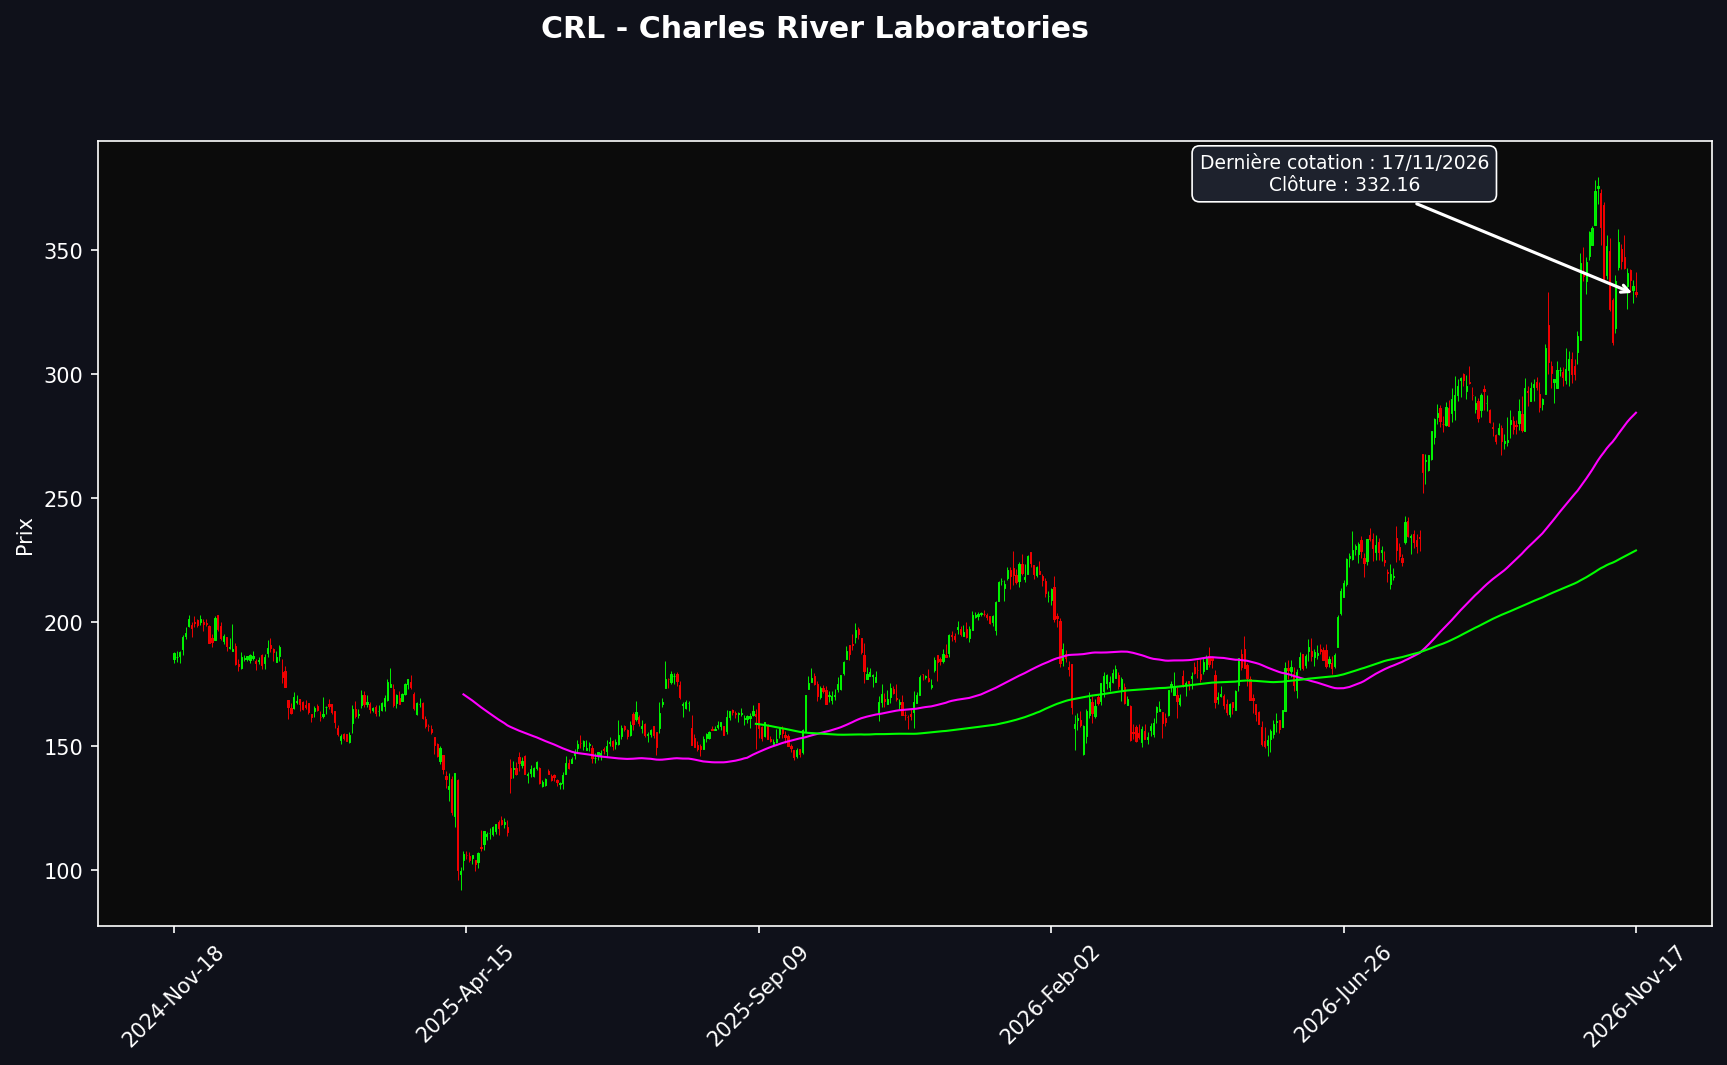 CRL - Charles River Laboratories
Dernière cotation : 17/11/2026
Clôture : 332.16
Prix
350
300
250
200
150
100
2024-Nov-18
2025-Apr-15
2025-Sep-09
2026-Feb-02
2026-Jun-26
2026-Nov-17